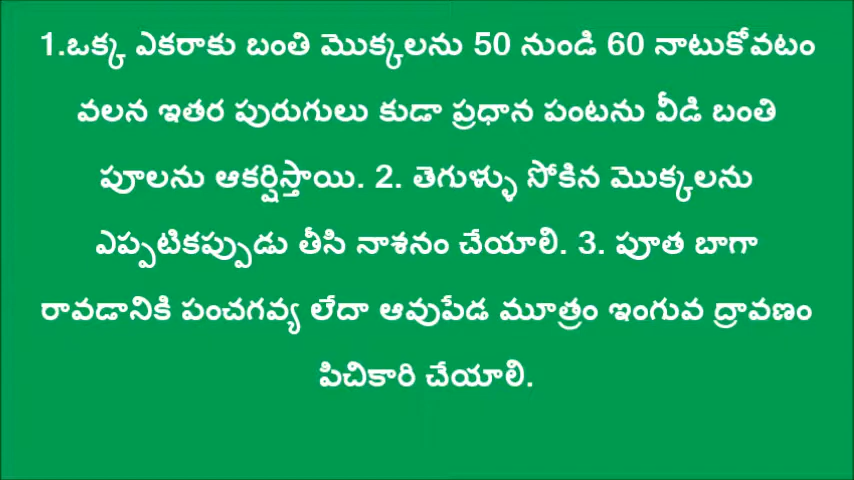 1.ఒక్క ఎకరాకు బంతి మొక్కలను 50 నుండి 60 నాటుకోవటం
వలన ఇతర పురుగులు కుడా ప్రధాన పంటను వీడి బంతి
పూలను ఆకర్షిస్తాయి. 2. తెగుళ్ళు సోకిన మొక్కలను
ఎప్పటికప్పుడు తీసి నాశనం చేయాలి. 3. పూత బాగా
రావడానికి పంచగవ్య లేదా ఆవుపేడ మూత్రం ఇంగువ ద్రావణం
పిచికారి చేయాలి.